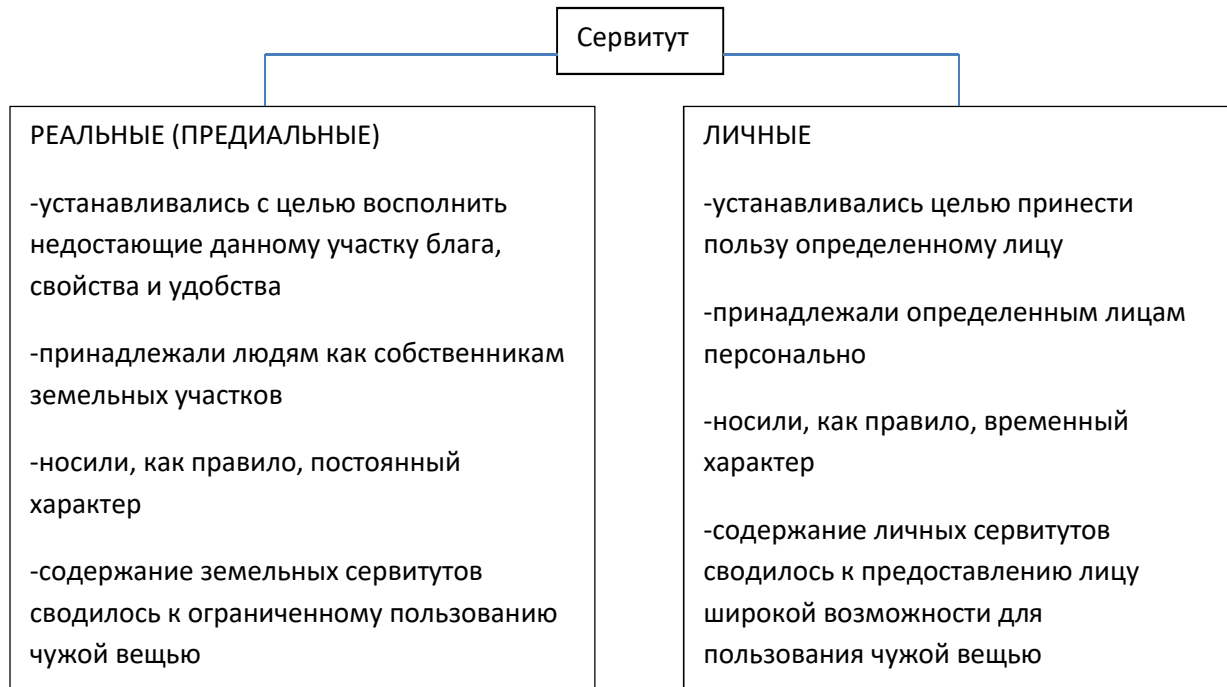 Сервитут
РЕАЛЬНЫЕ (ПРЕДИАЛЬНЫЕ)
-устанавливались с целью восполнить
недостающие данному участку блага,
свойства и удобства
-принадлежали людям как собственникам
земельных участков
-носили, как правило, постоянный
характер
-содержание земельных сервитутов
сводилось к ограниченному пользованию
чужой вещью
ЛИЧНЫЕ
-устанавливались целью принести
пользу определенному лицу
-принадлежали определенным лицам
персонально
-носили, как правило, временный
характер
-содержание личных сервитутов
сводилось к предоставлению лицу
широкой возможности для
пользования чужой вещью